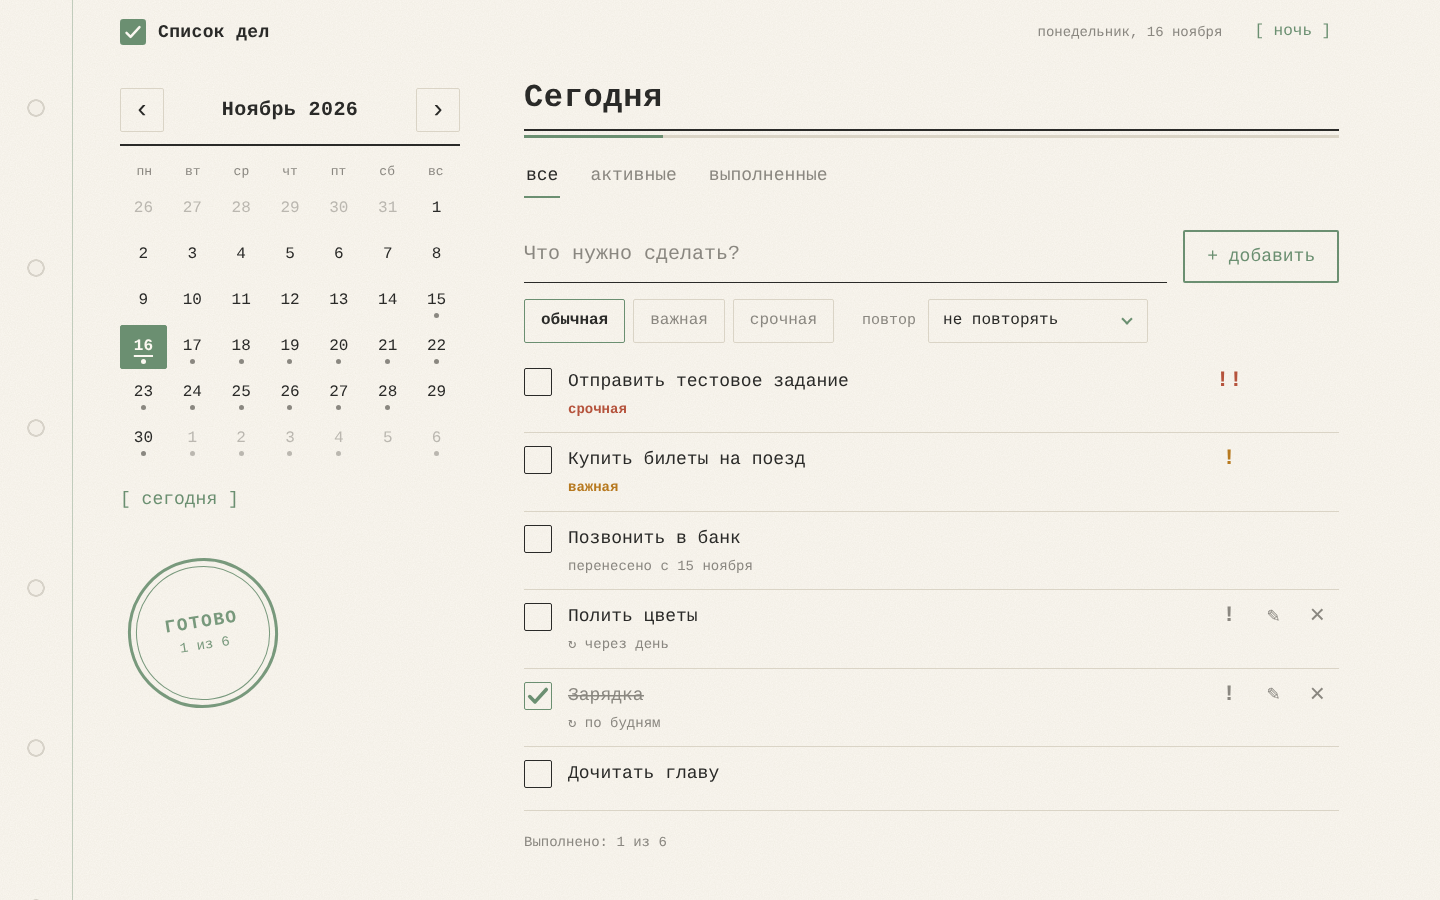 Список дел
понедельник, 16 ноября
[ ночь ]
‹ Ноябрь 2026 ›
пн вт ср чт пт сб вс
26 27 28 29 30 31 1
2 3 4 5 6 7 8
9 10 11 12 13 14 15
16 17 18 19 20 21 22
23 24 25 26 27 28 29
30 1 2 3 4 5 6
[ сегодня ]
ГОТОВО
1 из 6
Сегодня
все активные выполненные
Что нужно сделать?
+ добавить
обычная важная срочная повтор не повторять
Отправить тестовое задание !!
срочная
Купить билеты на поезд !
важная
Позвонить в банк
перенесено с 15 ноября
Полить цветы ! ✎ ✕
↻ через день
Зарядка ! ✎ ✕
↻ по будням
Дочитать главу
Выполнено: 1 из 6